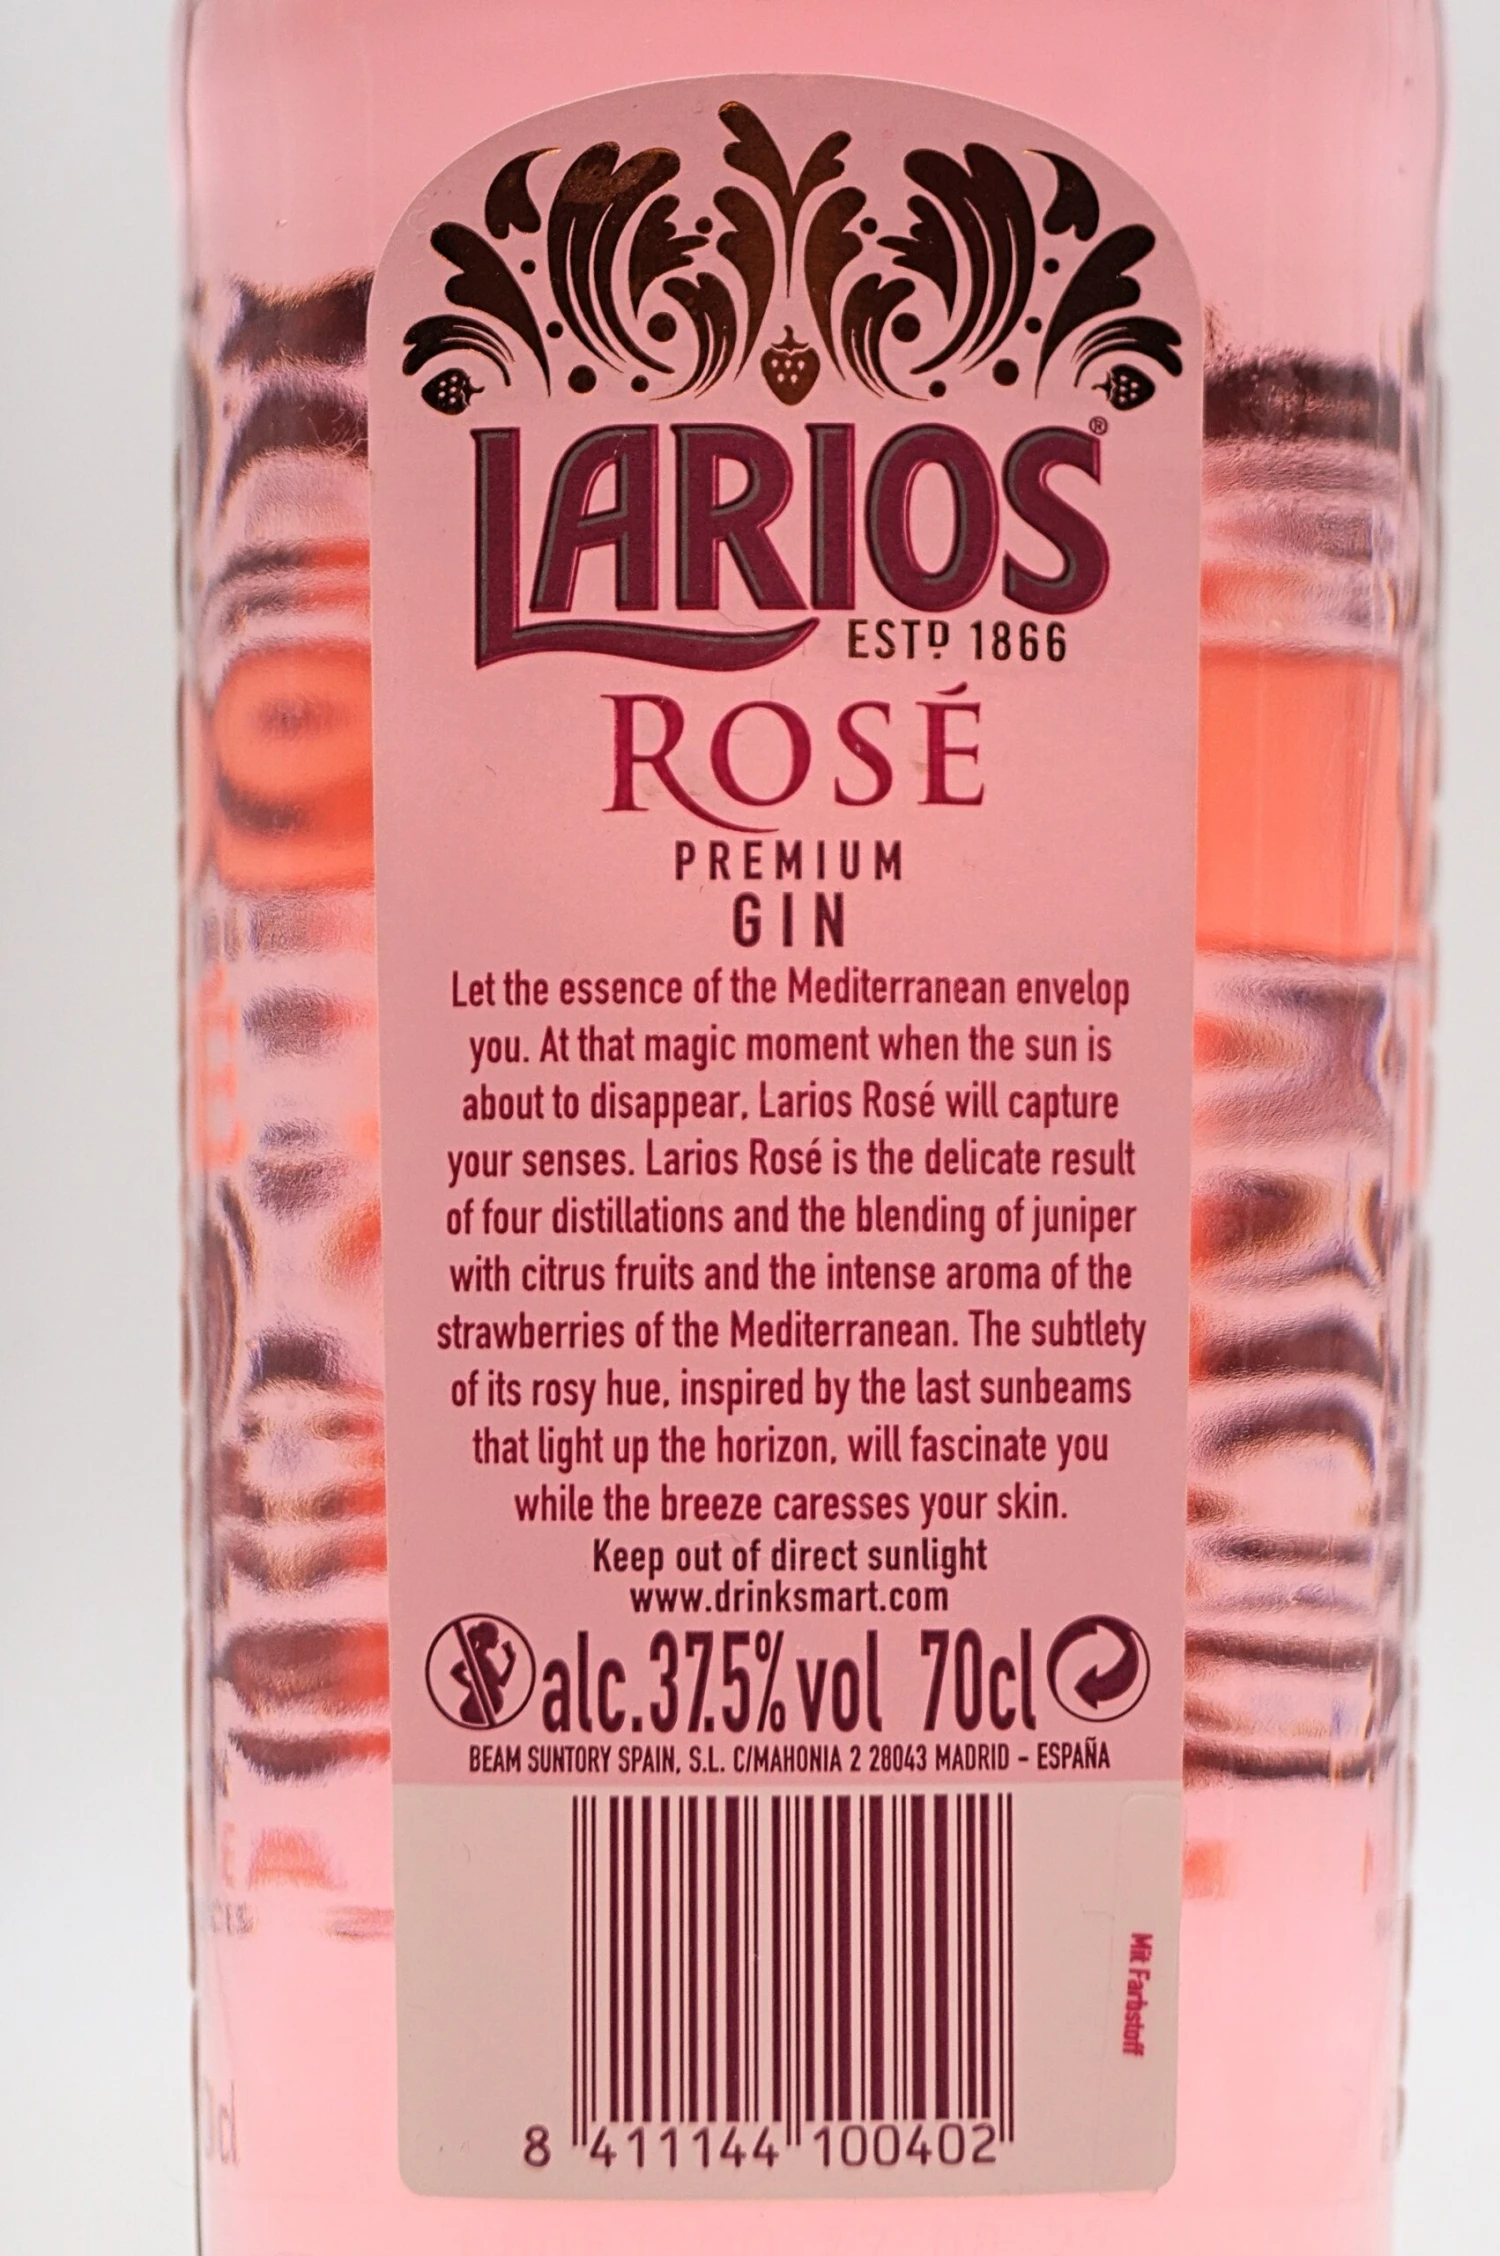 LARIOS®
ESTD 1866
ROSÉ
PREMIUM
GIN
Let the essence of the Mediterranean envelop
you. At that magic moment when the sun is
about to disappear, Larios Rosé will capture
your senses. Larios Rosé is the delicate result
of four distillations and the blending of juniper
with citrus fruits and the intense aroma of the
strawberries of the Mediterranean. The subtlety
of its rosy hue, inspired by the last sunbeams
that light up the horizon, will fascinate you
while the breeze caresses your skin.
Keep out of direct sunlight
www.drinksmart.com
alc.37.5% vol 70cl
BEAM SUNTORY SPAIN, S.L. C/MAHONIA 2 28043 MADRID - ESPAÑA
Mit Farbstoff
8 411144 100402